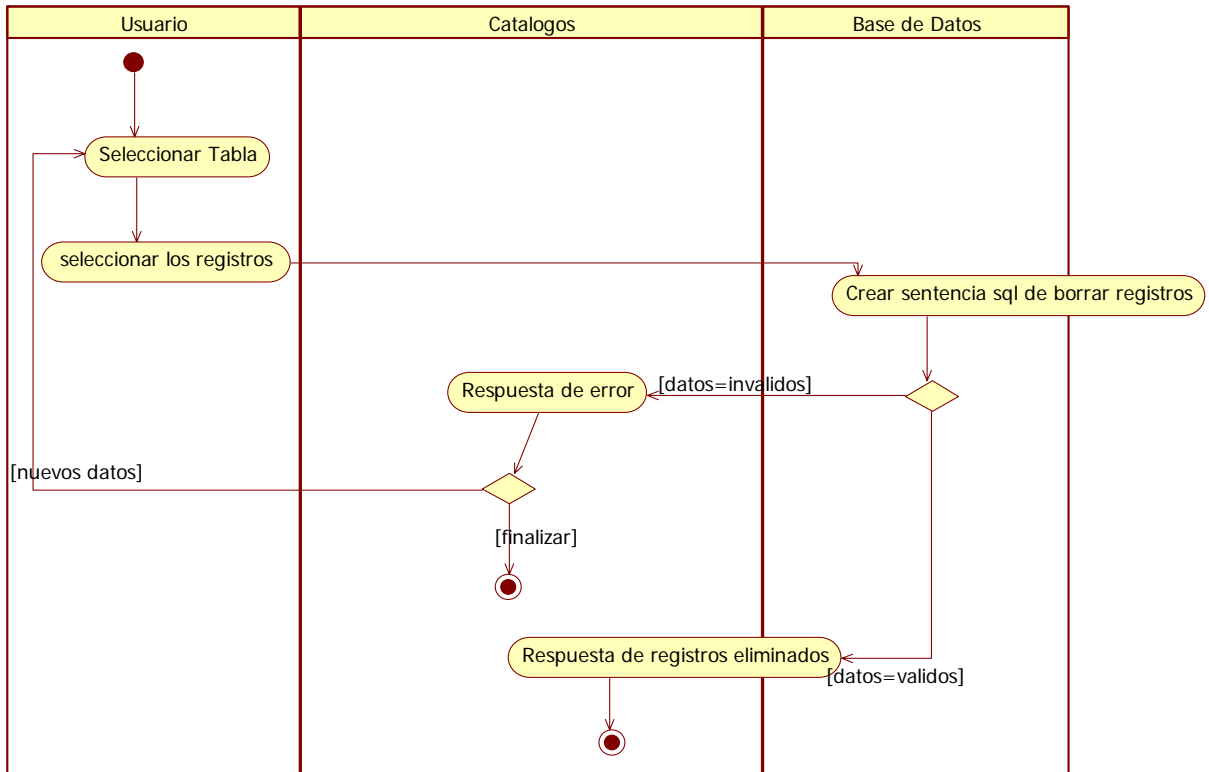 Usuario
Catalogos
Base de Datos
Seleccionar Tabla
seleccionar los registros
Crear sentencia sql de borrar registros
Respuesta de error
[datos=invalidos]
[nuevos datos]
[finalizar]
Respuesta de registros eliminados
[datos=validos]